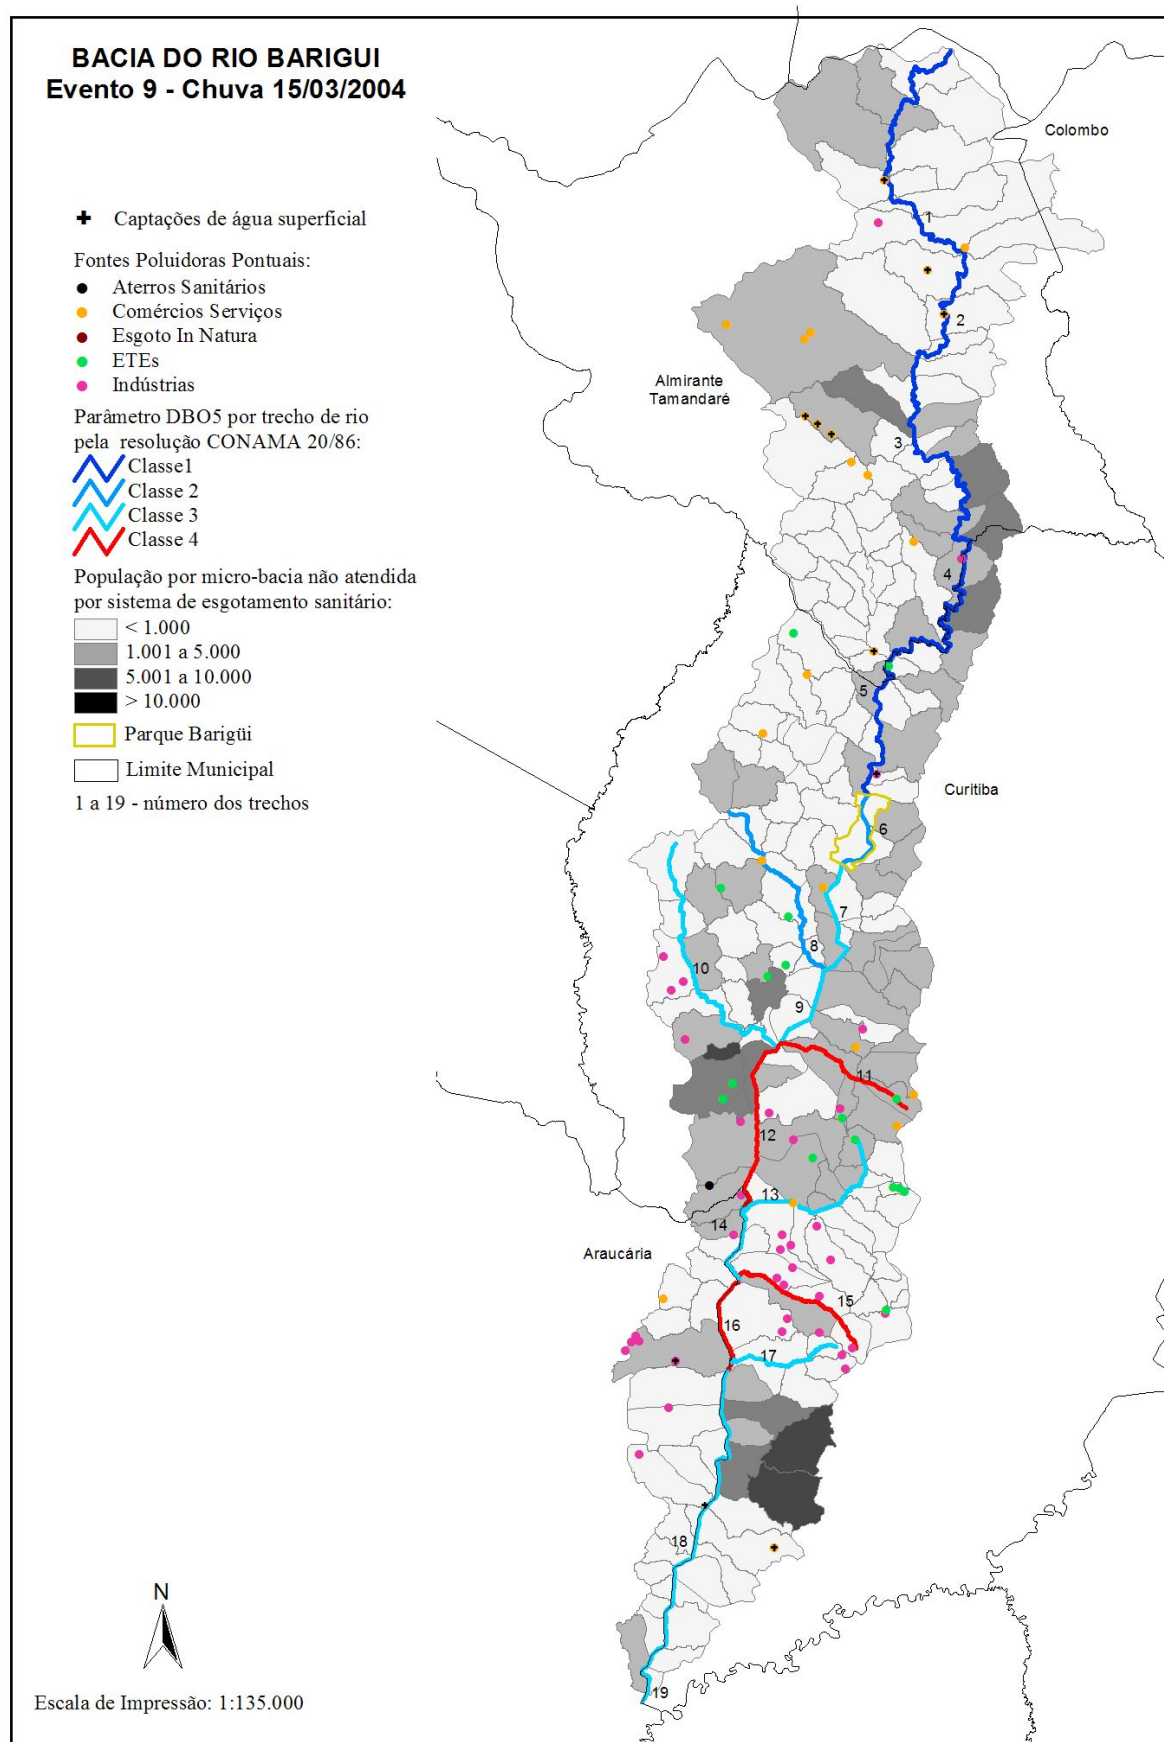 BACIA DO RIO BARIGUI
Evento 9 - Chuva 15/03/2004
Captações de água superficial
Fontes Poluidoras Pontuais:
Aterros Sanitários
Comércios Serviços
Esgoto In Natura
ETEs
Indústrias
Parâmetro DBO5 por trecho de rio
pela resolução CONAMA 20/86:
Classe1
Classe 2
Classe 3
Classe 4
População por micro-bacia não atendida
por sistema de esgotamento sanitário:
< 1.000
1.001 a 5.000
5.001 a 10.000
> 10.000
Parque Barigüi
Limite Municipal
1 a 19 - número dos trechos
Colombo
1
2
Almirante
Tamandaré
3
4
5
Curitiba
6
7
8
10
9
11
12
13
14
Araucária
15
16
17
18
19
N
Escala de Impressão: 1:135.000